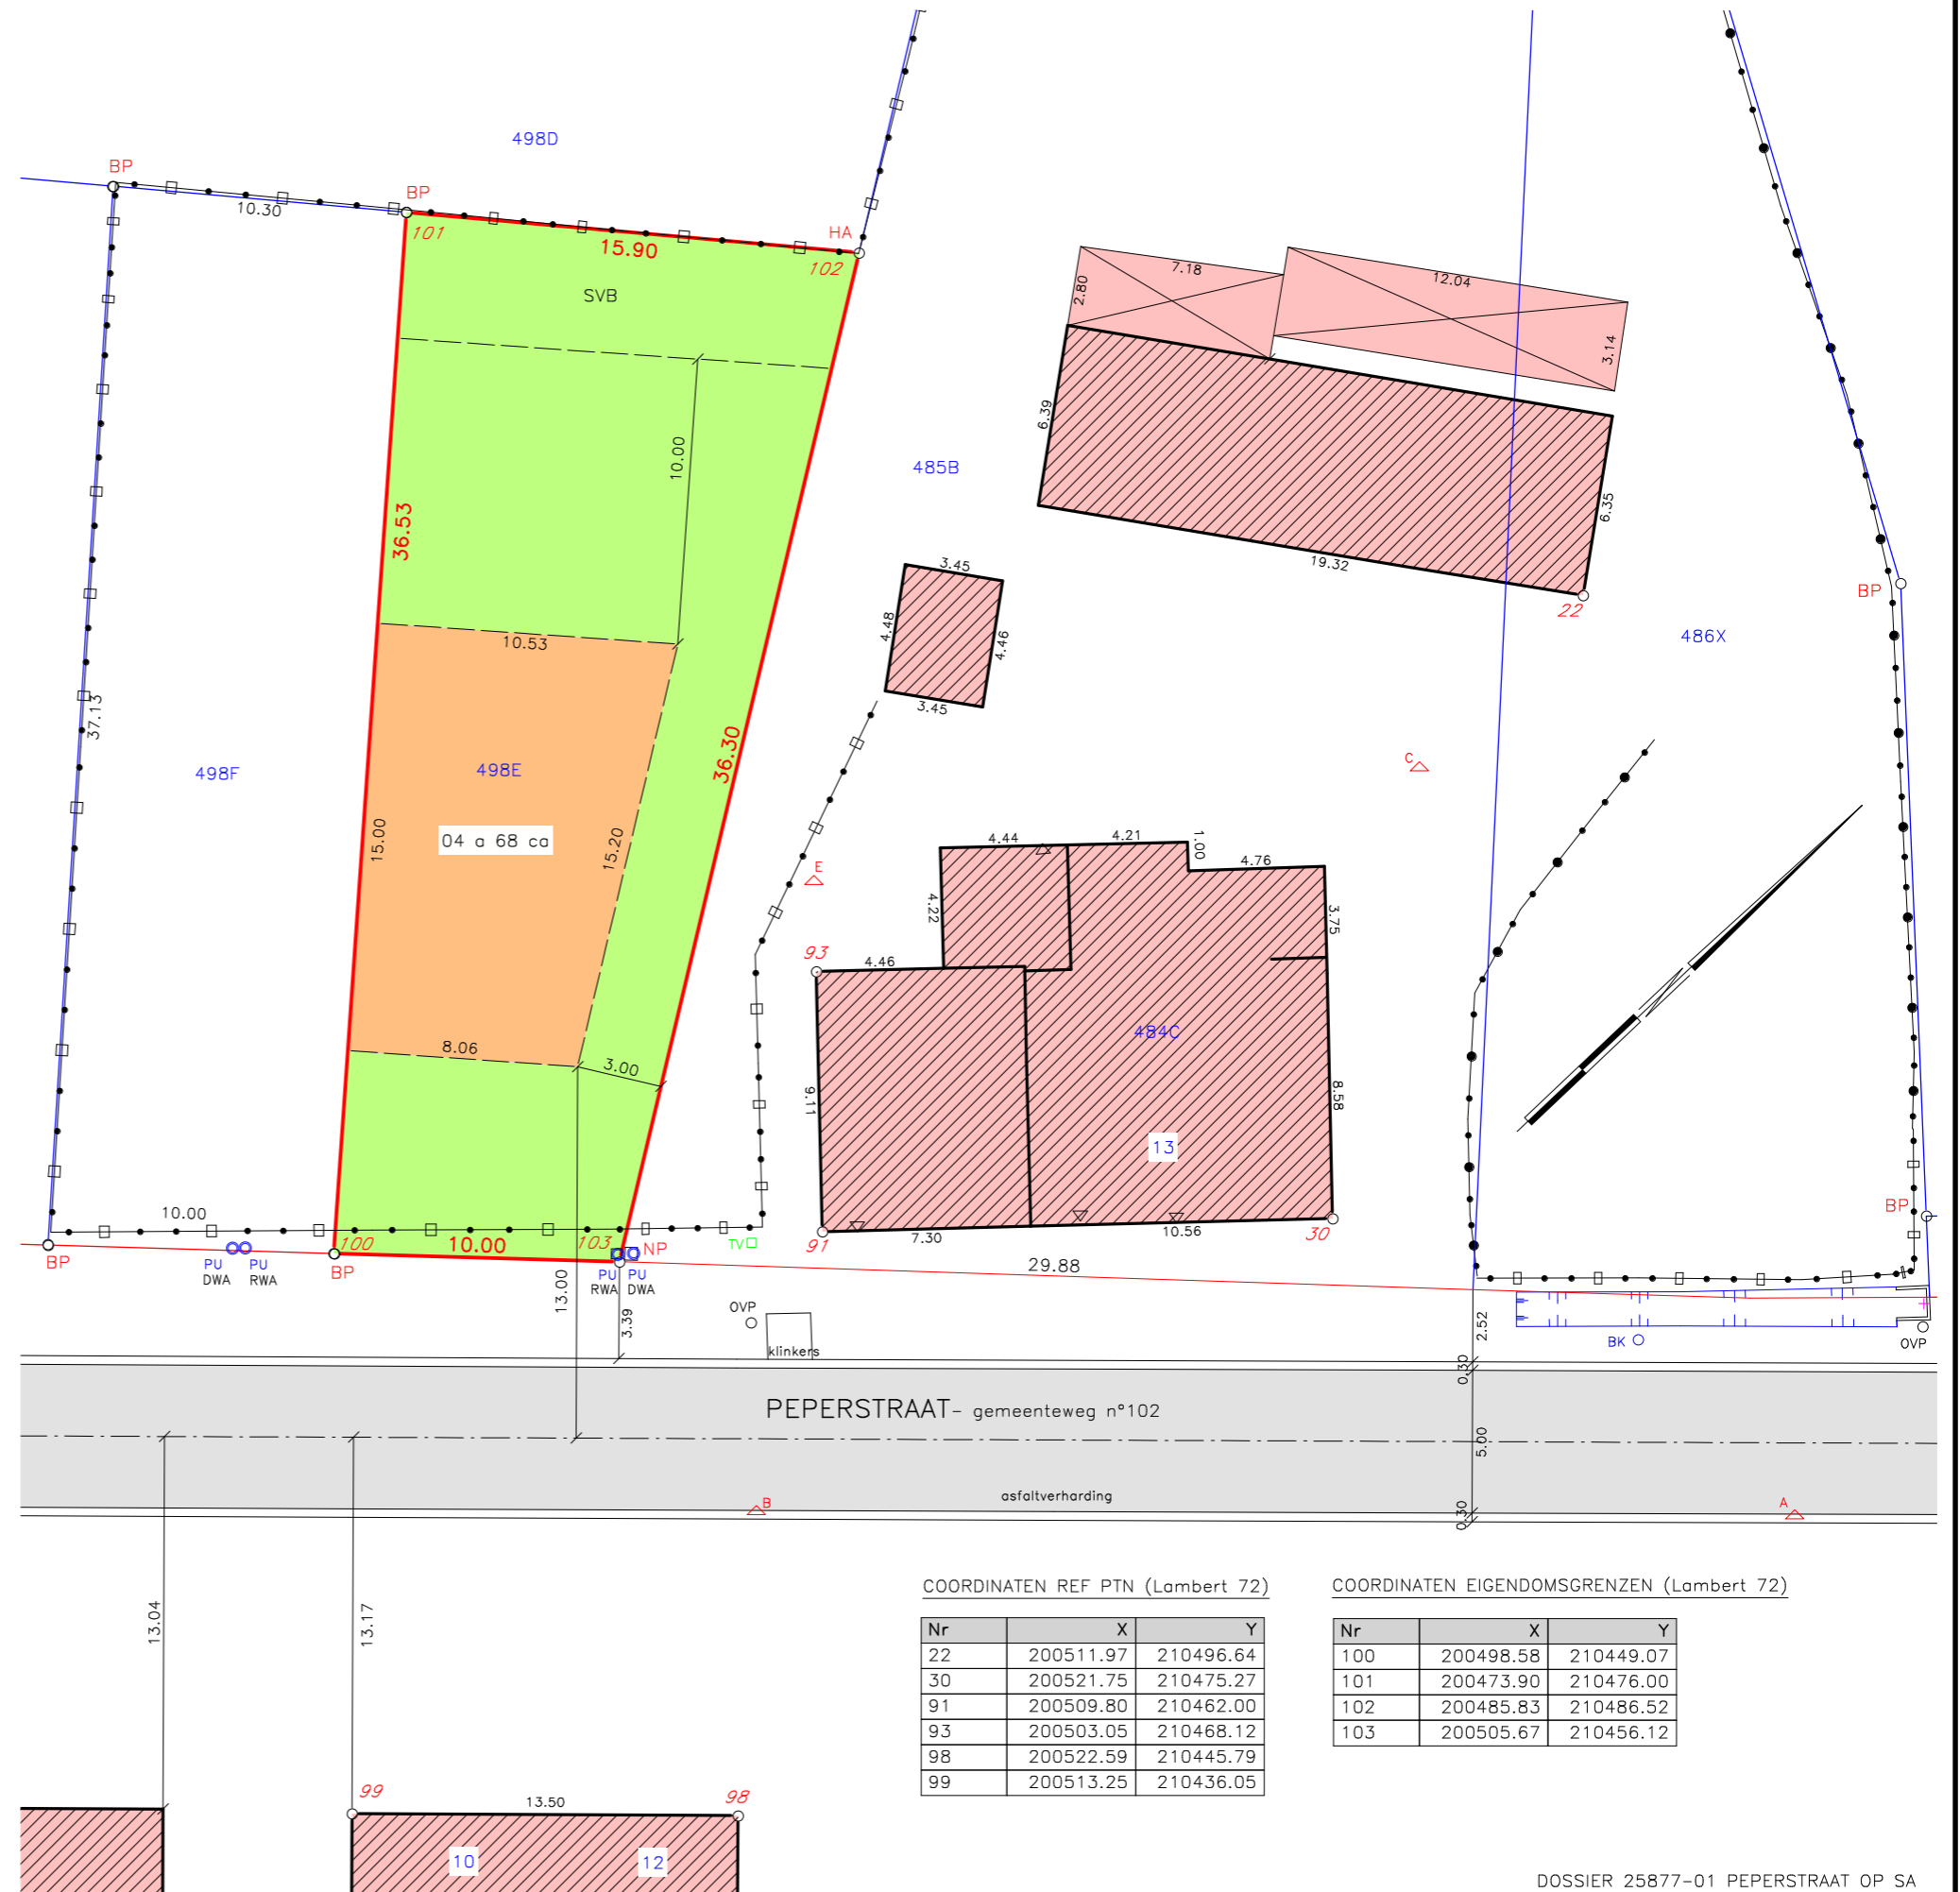 498D
BP
10.30
BP
101
15.90
HA
102
SVB
7.18
12.04
2.80
3.14
6.39
10.00
485B
36.53
6.35
19.32
22
3.45
4.48
4.46
3.45
BP
486X
10.53
37.13
36.30
498F
498E
C
15.00
04 a 68 ca
15.20
4.44
4.21
1.00
4.76
E
4.22
3.75
93
4.46
484C
8.06
3.00
9.11
8.58
13
10.00
BP
100
10.00
103
NP
TV
91
7.30
10.56
30
BP
BP
PU
DWA
PU
RWA
PU
RWA
PU
DWA
29.88
13.00
3.39
OVP
klinkers
2.52
BK
OVP
0.30
PEPERSTRAAT- gemeenteweg n°102
5.00
asfaltverharding
B
A
0.30
13.04
13.17
COORDINATEN REF PTN (Lambert 72)
Nr X Y
22 200511.97 210496.64
30 200521.75 210475.27
91 200509.80 210462.00
93 200503.05 210468.12
98 200522.59 210445.79
99 200513.25 210436.05
COORDINATEN EIGENDOMSGRENZEN (Lambert 72)
Nr X Y
100 200498.58 210449.07
101 200473.90 210476.00
102 200485.83 210486.52
103 200505.67 210456.12
99
13.50
98
10
12
DOSSIER 25877-01 PEPERSTRAAT OP SA